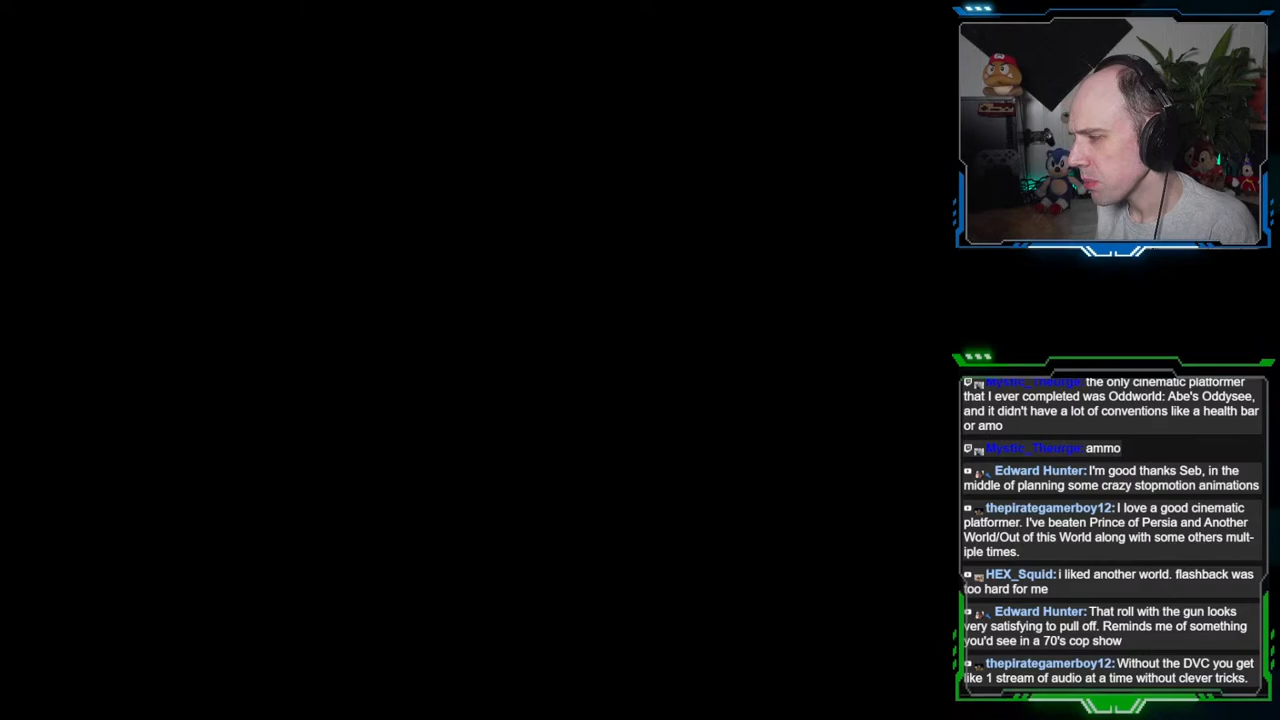 Mystic_Theurge: the only cinematic platformer
that I ever completed was Oddworld: Abe's Oddysee,
and it didn't have a lot of conventions like a health bar
or amo
Mystic_Theurge: ammo
Edward Hunter: I'm good thanks Seb, in the
middle of planning some crazy stopmotion animations
thepirategamerboy12: I love a good cinematic
platformer. I've beaten Prince of Persia and Another
World/Out of this World along with some others mult-
iple times.
HEX_Squid: i liked another world. flashback was
too hard for me
Edward Hunter: That roll with the gun looks
very satisfying to pull off. Reminds me of something
you'd see in a 70's cop show
thepirategamerboy12: Without the DVC you get
like 1 stream of audio at a time without clever tricks.